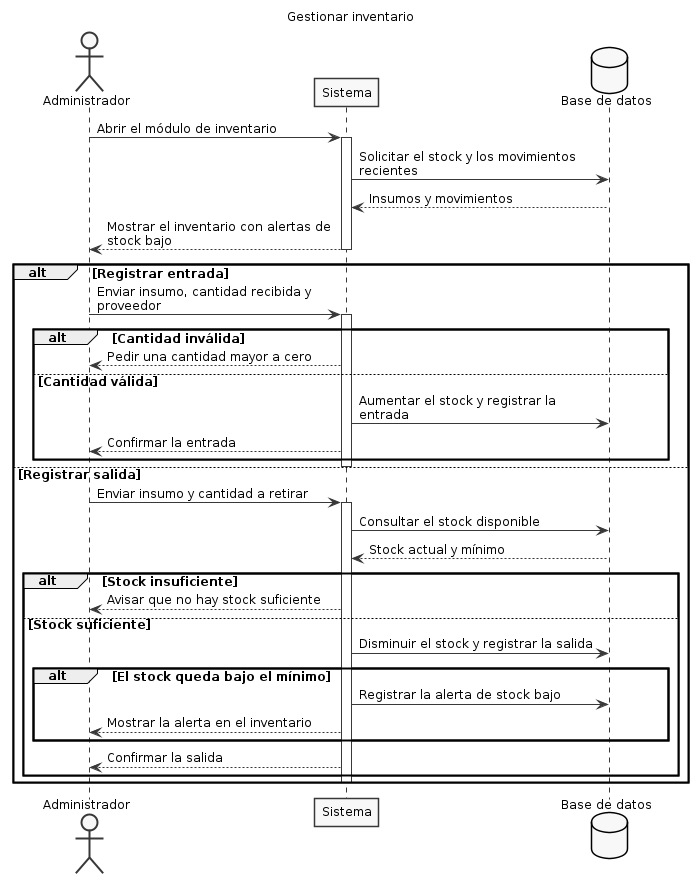 Gestionar inventario
Administrador
Sistema
Base de datos
Abrir el módulo de inventario
Solicitar el stock y los movimientos
recientes
Insumos y movimientos
Mostrar el inventario con alertas de
stock bajo
alt
[Registrar entrada]
Enviar insumo, cantidad recibida y
proveedor
alt
[Cantidad inválida]
Pedir una cantidad mayor a cero
[Cantidad válida]
Aumentar el stock y registrar la
entrada
Confirmar la entrada
[Registrar salida]
Enviar insumo y cantidad a retirar
Consultar el stock disponible
Stock actual y mínimo
alt
[Stock insuficiente]
Avisar que no hay stock suficiente
[Stock suficiente]
Disminuir el stock y registrar la salida
alt
[El stock queda bajo el mínimo]
Registrar la alerta de stock bajo
Mostrar la alerta en el inventario
Confirmar la salida
Administrador
Sistema
Base de datos